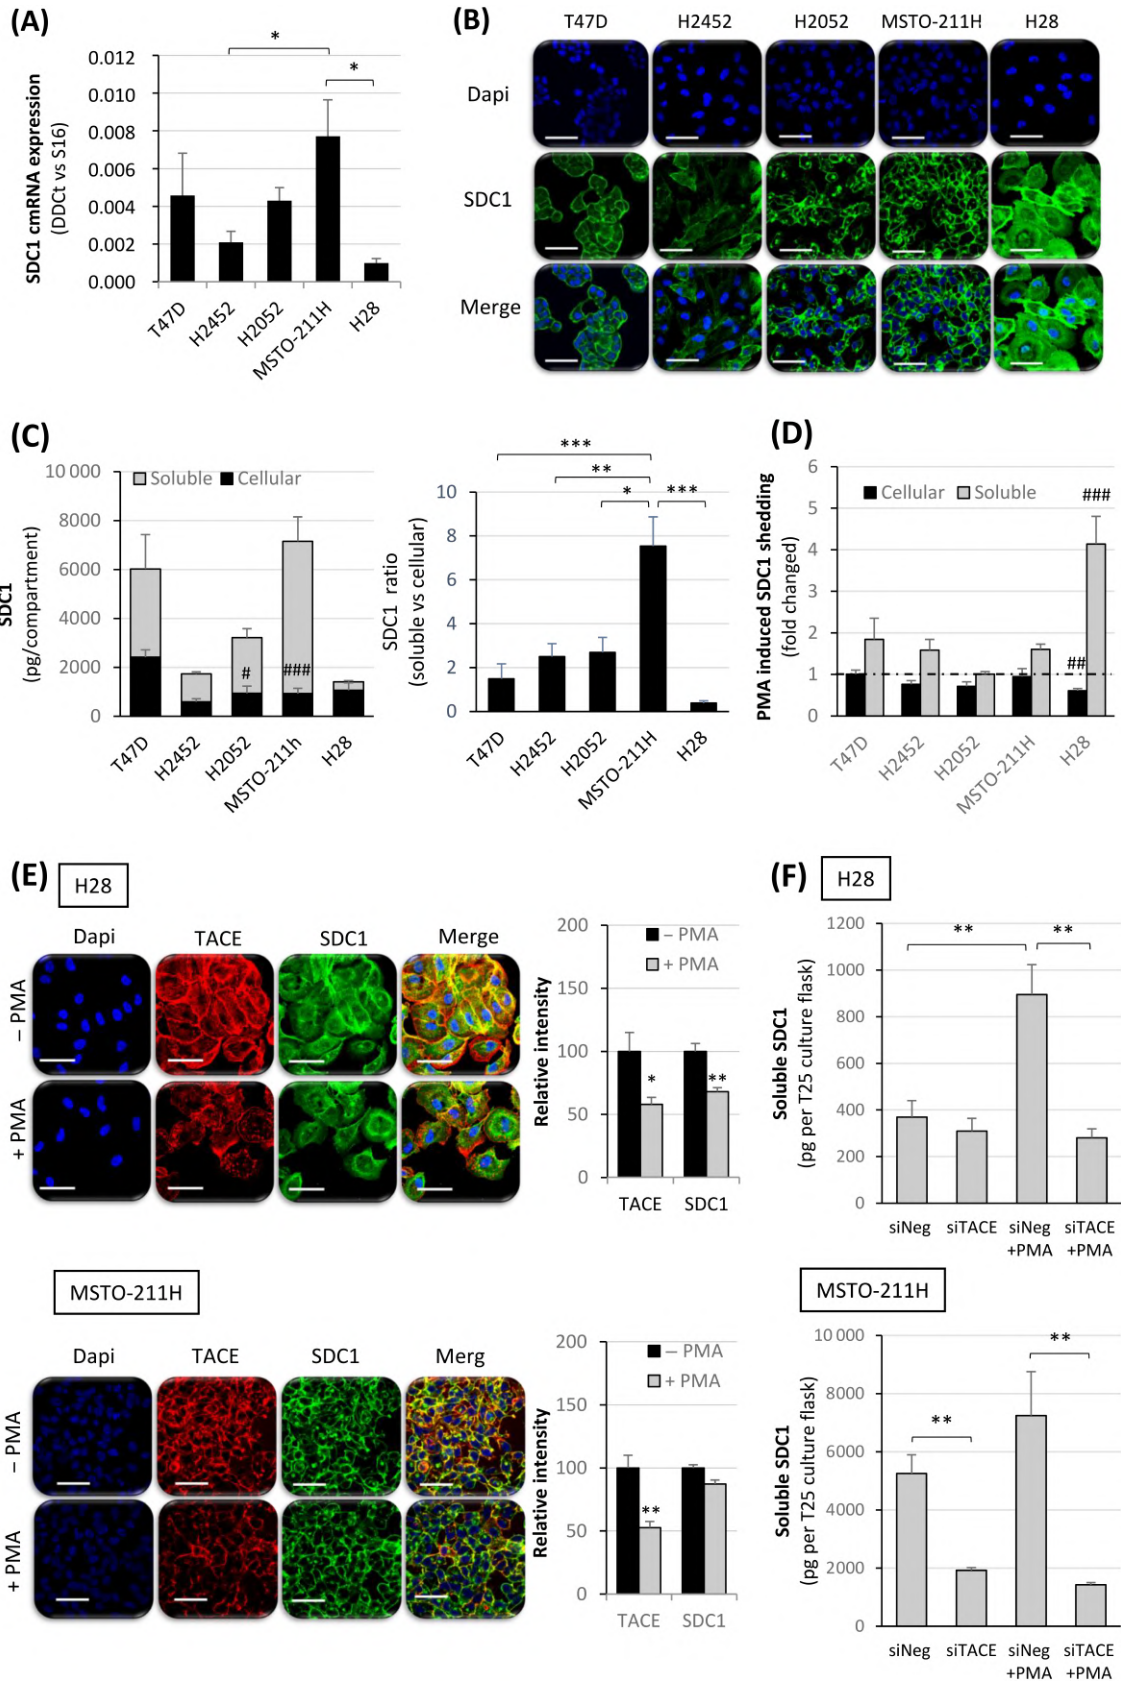 (A)
SDC1 cmRNA expression
(DDCt vs S16)
0.012
0.010
0.008
0.006
0.004
0.002
0.000
*
*
T47D
H2452
H2052
MSTO-211H
H28
(B)
T47D
H2452
H2052
MSTO-211H
H28
Dapi
SDC1
Merge
(C)
SDC1
(pg/compartment)
10 000
8000
6000
4000
2000
0
Soluble
Cellular
#
###
T47D
H2452
H2052
MSTO-211h
H28
SDC1 ratio
(soluble vs cellular)
10
8
6
4
2
0
***
**
*
***
T47D
H2452
H2052
MSTO-211H
H28
(D)
PMA induced SDC1 shedding
(fold changed)
6
5
4
3
2
1
0
Cellular
Soluble
###
##
T47D
H2452
H2052
MSTO-211H
H28
(E)
H28
Dapi
TACE
SDC1
Merge
– PMA
+ PMA
Relative intensity
200
150
100
50
0
– PMA
+ PMA
*
**
TACE
SDC1
MSTO-211H
Dapi
TACE
SDC1
Merg
– PMA
+ PMA
Relative intensity
200
150
100
50
0
– PMA
+ PMA
**
TACE
SDC1
(F)
H28
Soluble SDC1
(pg per T25 culture flask)
1200
1000
800
600
400
200
0
**
**
siNeg
siTACE
siNeg
+PMA
siTACE
+PMA
MSTO-211H
Soluble SDC1
(pg per T25 culture flask)
10 000
8000
6000
4000
2000
0
**
**
siNeg
siTACE
siNeg
+PMA
siTACE
+PMA